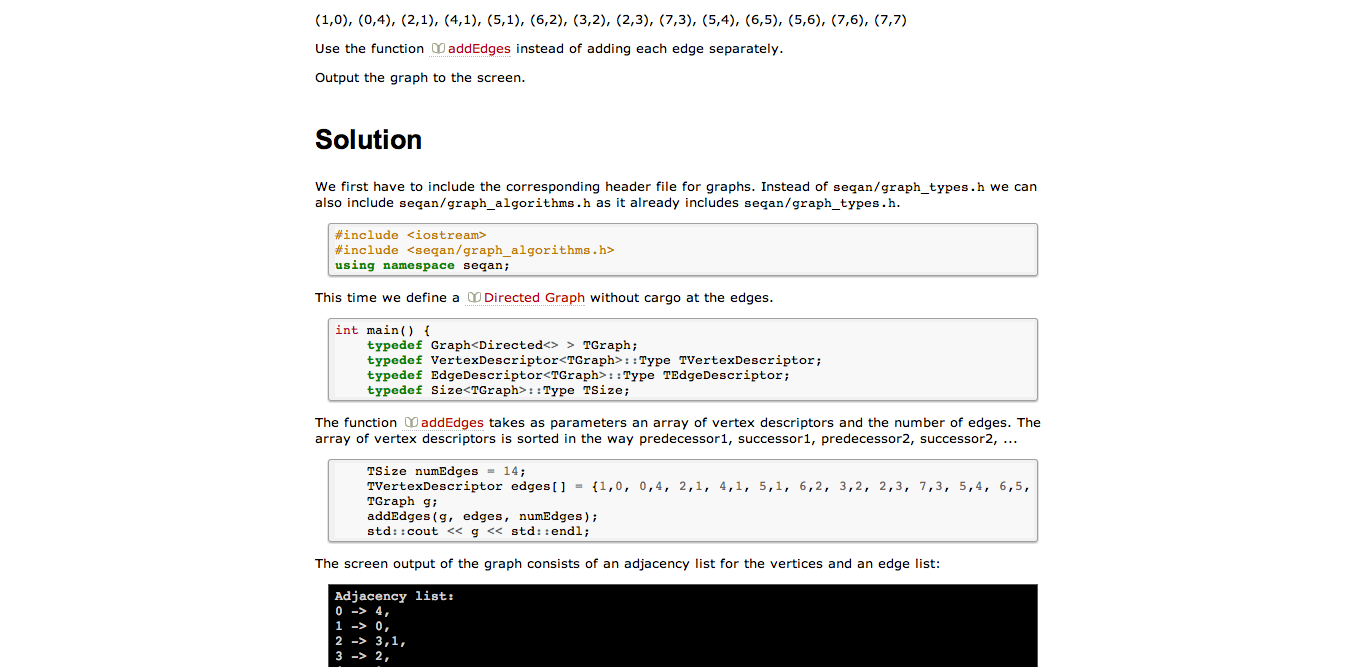 (1,0), (0,4), (2,1), (4,1), (5,1), (6,2), (3,2), (2,3), (7,3), (5,4), (6,5), (5,6), (7,6), (7,7)
Use the function addEdges instead of adding each edge separately.
Output the graph to the screen.
Solution
We first have to include the corresponding header file for graphs. Instead of seqan/graph_types.h we can
also include seqan/graph_algorithms.h as it already includes seqan/graph_types.h.
#include <iostream>
#include <seqan/graph_algorithms.h>
using namespace seqan;
This time we define a Directed Graph without cargo at the edges.
int main() {
    typedef Graph<Directed<> > TGraph;
    typedef VertexDescriptor<TGraph>::Type TVertexDescriptor;
    typedef EdgeDescriptor<TGraph>::Type TEdgeDescriptor;
    typedef Size<TGraph>::Type TSize;
The function addEdges takes as parameters an array of vertex descriptors and the number of edges. The
array of vertex descriptors is sorted in the way predecessor1, successor1, predecessor2, successor2, ...
    TSize numEdges = 14;
    TVertexDescriptor edges[] = {1,0, 0,4, 2,1, 4,1, 5,1, 6,2, 3,2, 2,3, 7,3, 5,4, 6,5,
    TGraph g;
    addEdges(g, edges, numEdges);
    std::cout << g << std::endl;
The screen output of the graph consists of an adjacency list for the vertices and an edge list:
Adjacency list:
0 -> 4,
1 -> 0,
2 -> 3,1,
3 -> 2,